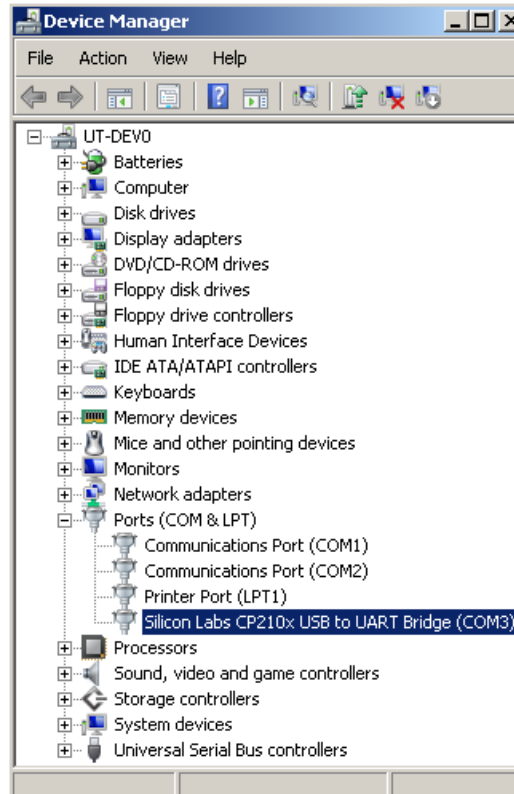 Device Manager
File Action View Help
UT-DEV0
Batteries
Computer
Disk drives
Display adapters
DVD/CD-ROM drives
Floppy disk drives
Floppy drive controllers
Human Interface Devices
IDE ATA/ATAPI controllers
Keyboards
Memory devices
Mice and other pointing devices
Monitors
Network adapters
Ports (COM & LPT)
Communications Port (COM1)
Communications Port (COM2)
Printer Port (LPT1)
Silicon Labs CP210x USB to UART Bridge (COM3)
Processors
Sound, video and game controllers
Storage controllers
System devices
Universal Serial Bus controllers